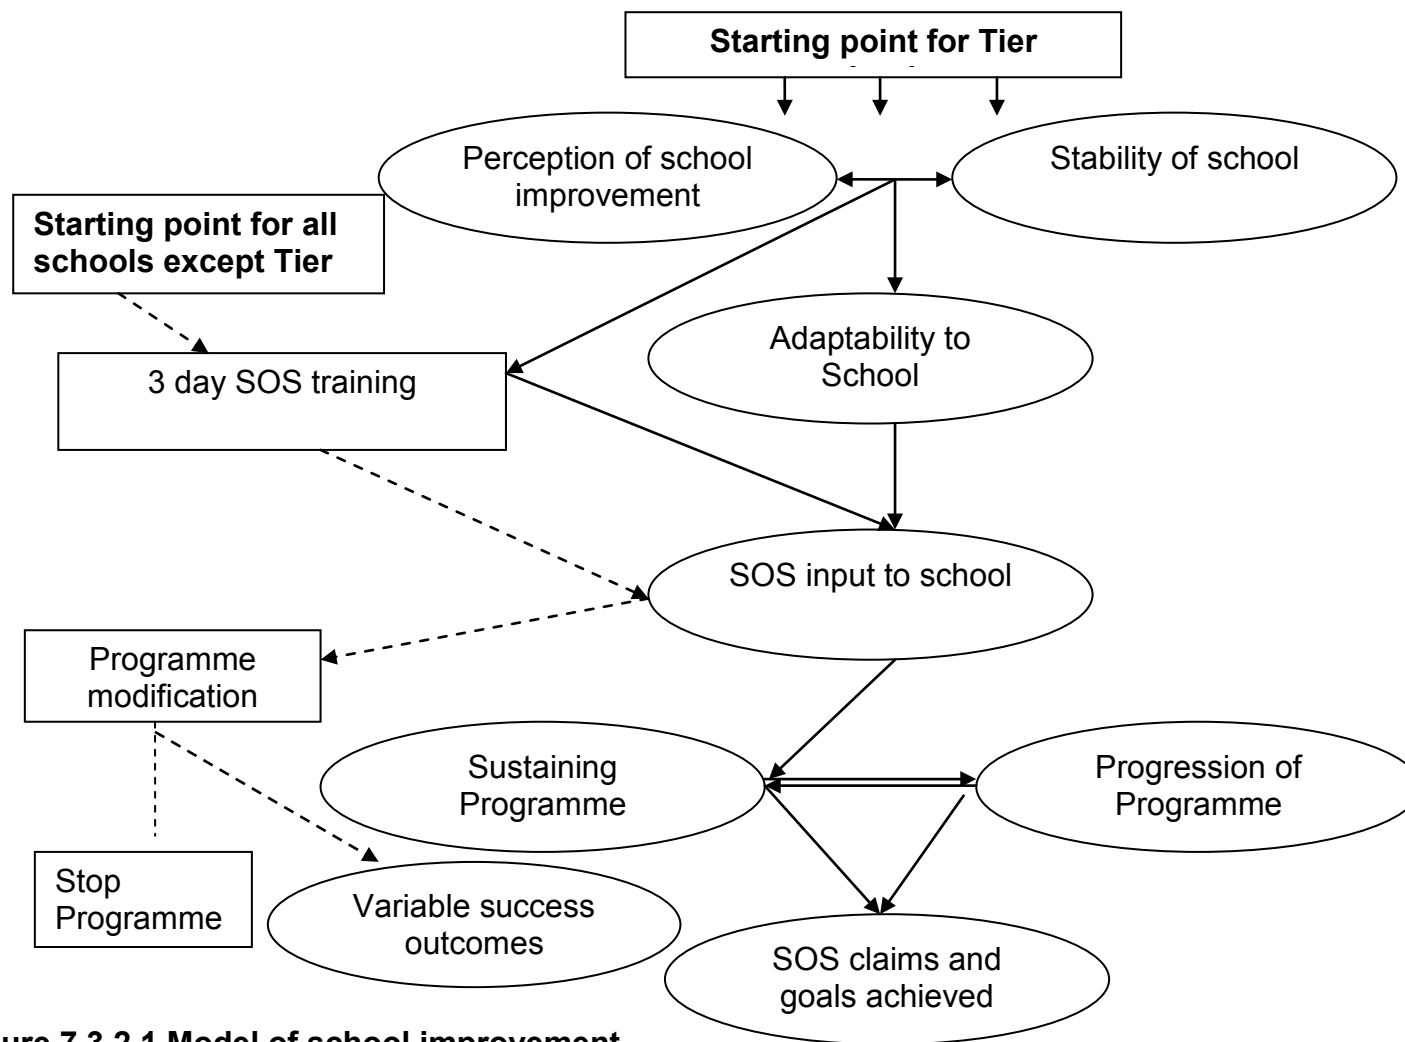 Starting point for Tier
Perception of school
improvement
Stability of school
Starting point for all
schools except Tier
3 day SOS training
Adaptability to
School
SOS input to school
Programme
modification
Sustaining
Programme
Progression of
Programme
Stop
Programme
Variable success
outcomes
SOS claims and
goals achieved
7.3.2.1 Model of school improvement